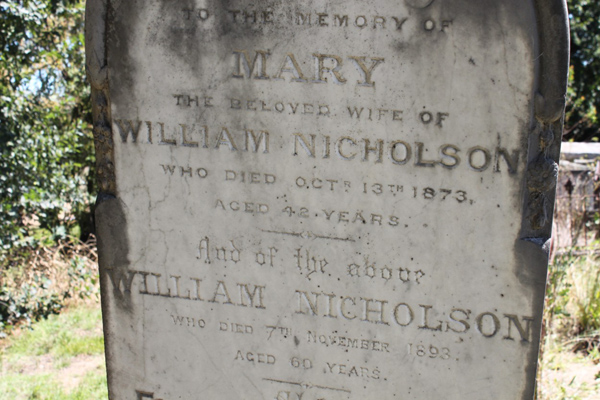 TO THE MEMORY OF
MARY
THE BELOVED WIFE OF
WILLIAM NICHOLSON
WHO DIED OCTR 13TH 1873,
AGED 42 YEARS.
And of the above
WILLIAM NICHOLSON
WHO DIED 7TH NOVEMBER 1893.
AGED 60 YEARS.